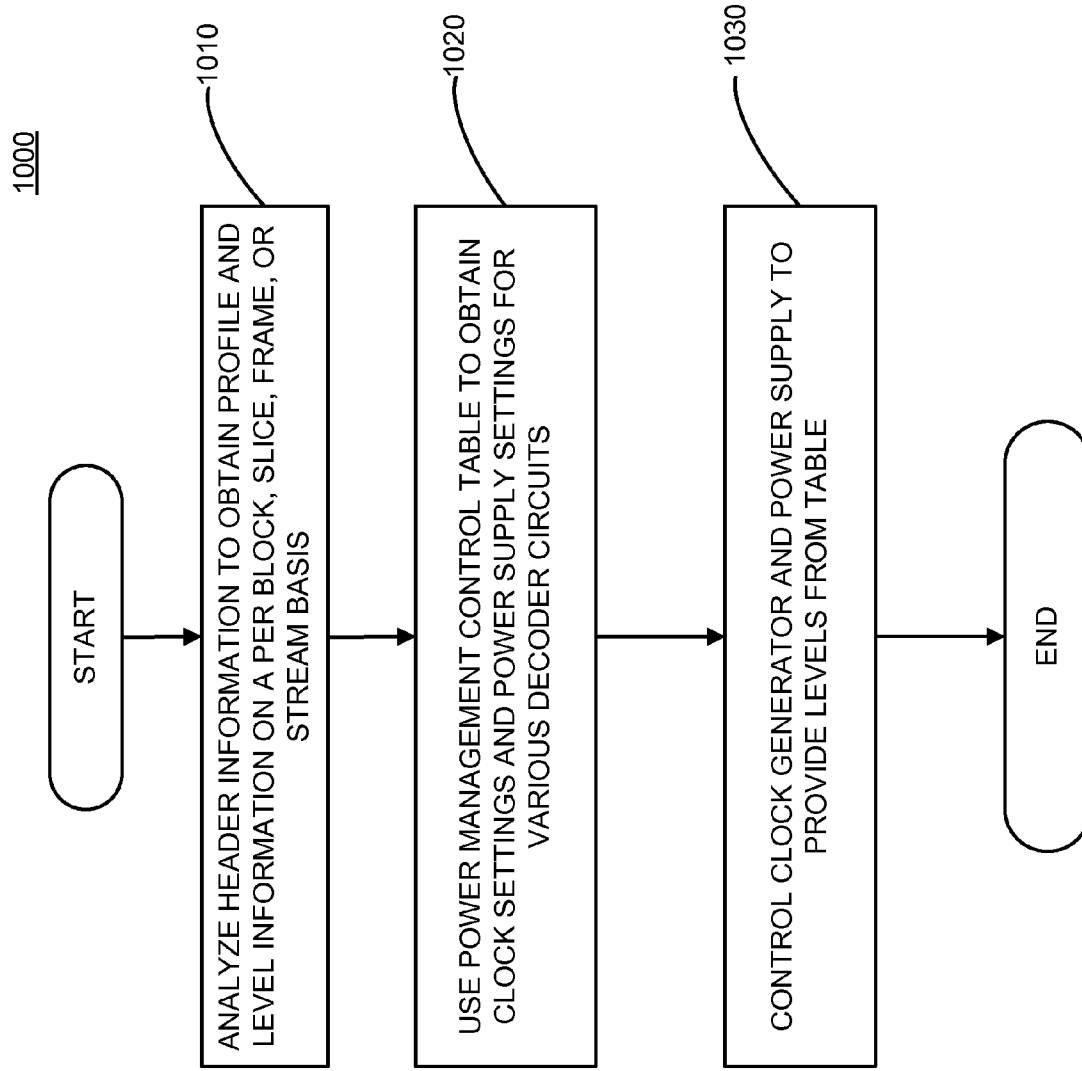 1000
START
ANALYZE HEADER INFORMATION TO OBTAIN PROFILE AND
LEVEL INFORMATION ON A PER BLOCK, SLICE, FRAME, OR
STREAM BASIS
1010
USE POWER MANAGEMENT CONTROL TABLE TO OBTAIN
CLOCK SETTINGS AND POWER SUPPLY SETTINGS FOR
VARIOUS DECODER CIRCUITS
1020
CONTROL CLOCK GENERATOR AND POWER SUPPLY TO
PROVIDE LEVELS FROM TABLE
1030
END